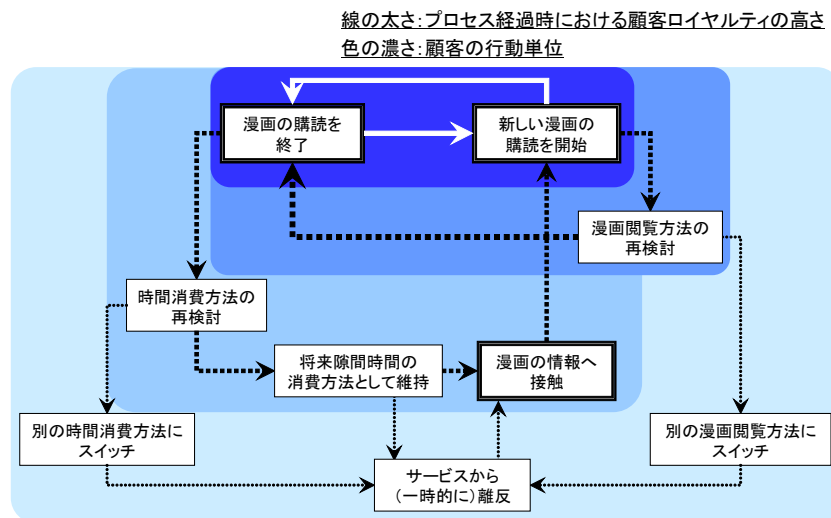 線の太さ:プロセス経過時における顧客ロイヤルティの高さ
色の濃さ:顧客の行動単位
漫画の購読を
終了
新しい漫画の
購読を開始
漫画閲覧方法の
再検討
時間消費方法の
再検討
将来隙間時間の
消費方法として維持
漫画の情報へ
接触
別の時間消費方法に
スイッチ
サービスから
(一時的に)離反
別の漫画閲覧方法に
スイッチ